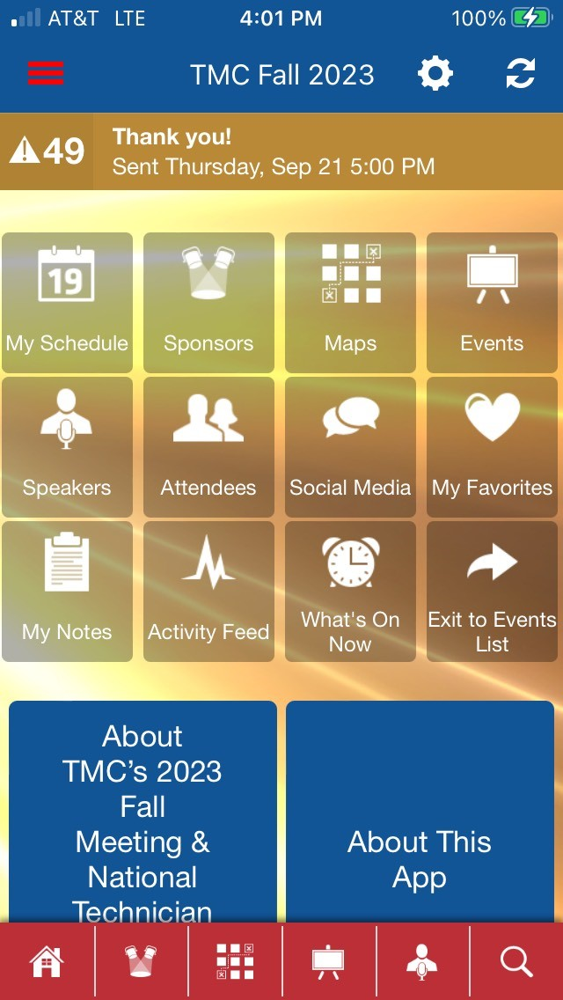 AT&T LTE 4:01 PM 100%
TMC Fall 2023
49
Thank you!
Sent Thursday, Sep 21 5:00 PM
19
My Schedule
Sponsors
Maps
Events
Speakers
Attendees
Social Media
My Favorites
My Notes
Activity Feed
What's On
Now
Exit to Events
List
About
TMC’s 2023
Fall
Meeting &
National
Technician
About This
App